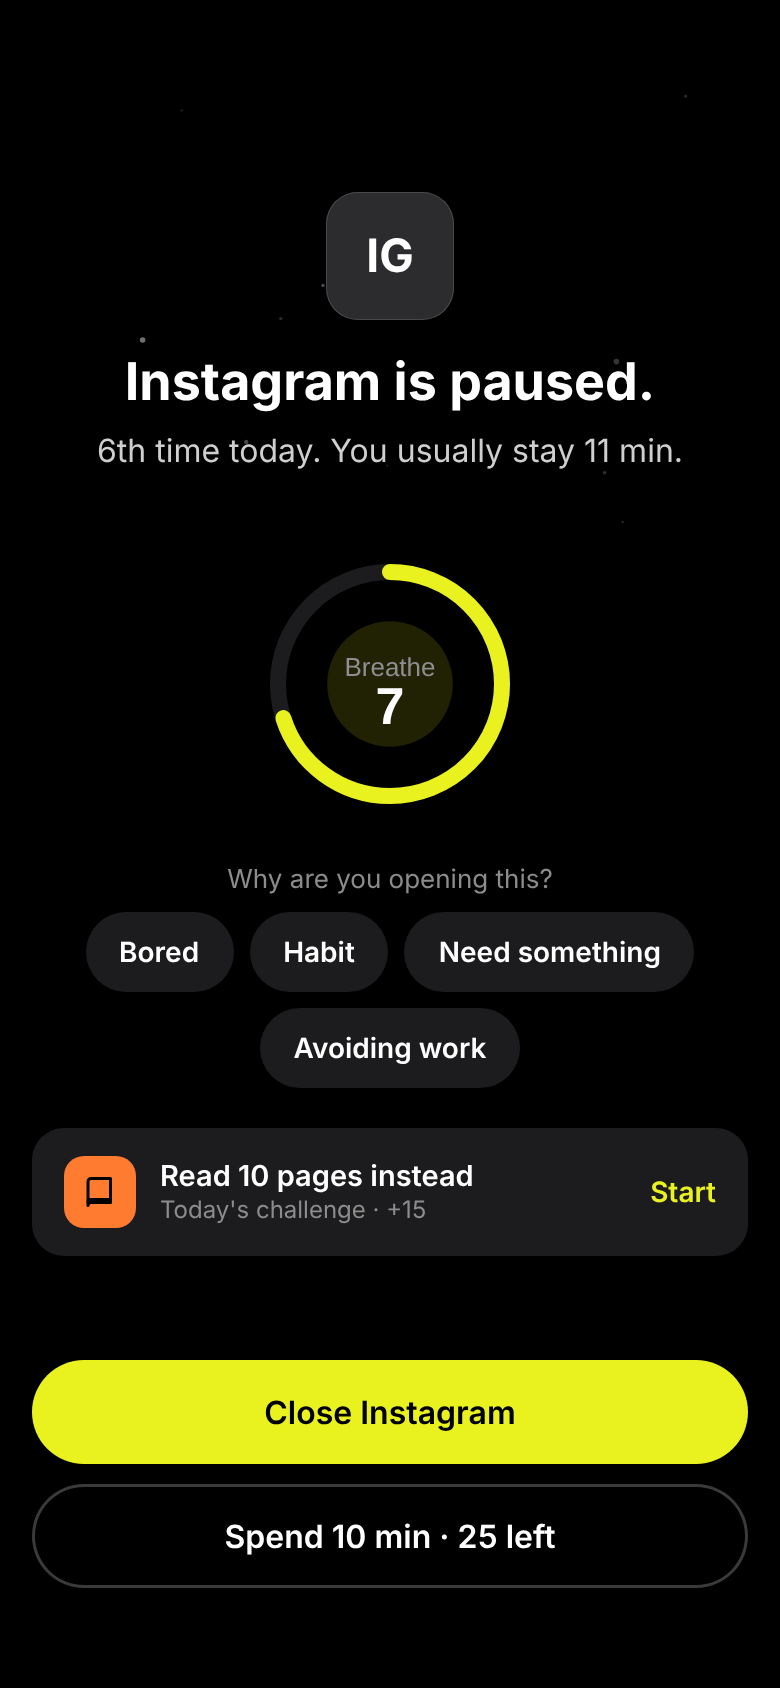 IG
Instagram is paused.
6th time today. You usually stay 11 min.
Breathe
7
Why are you opening this?
Bored
Habit
Need something
Avoiding work
Read 10 pages instead
Today's challenge · +15
Start
Close Instagram
Spend 10 min · 25 left